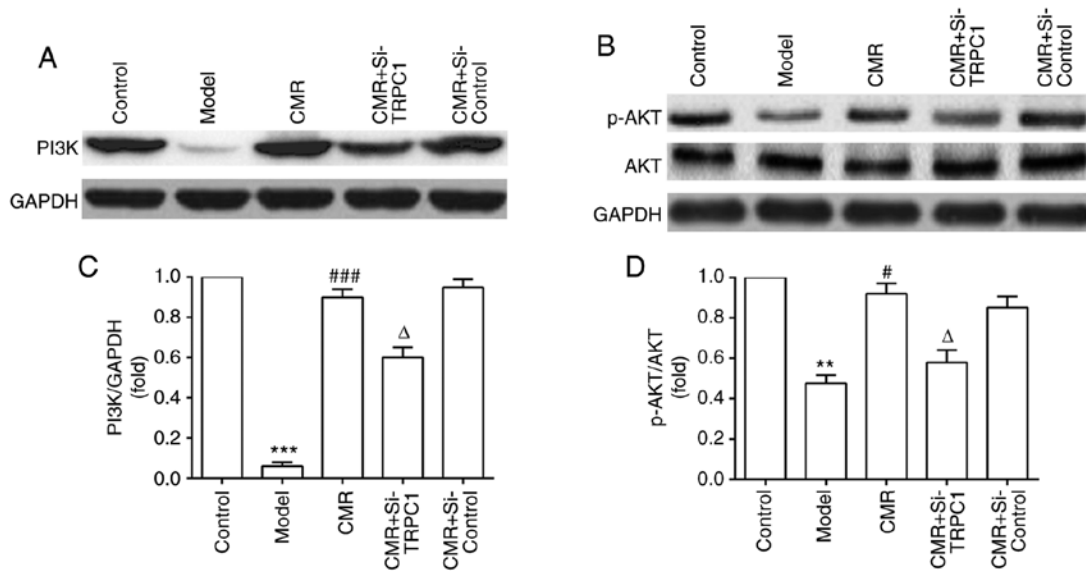 A
Control
Model
CMR
CMR+Si-
TRPC1
CMR+Si-
Control
PI3K
GAPDH
B
Control
Model
CMR
CMR+Si-
TRPC1
CMR+Si-
Control
p-AKT
AKT
GAPDH
C
PI3K/GAPDH
(fold)
1.0
0.8
0.6
0.4
0.2
0.0
***
###
Δ
Control
Model
CMR
CMR+Si-
TRPC1
CMR+Si-
Control
D
p-AKT/AKT
(fold)
1.0
0.8
0.6
0.4
0.2
0.0
**
#
Δ
Control
Model
CMR
CMR+Si-
TRPC1
CMR+Si-
Control